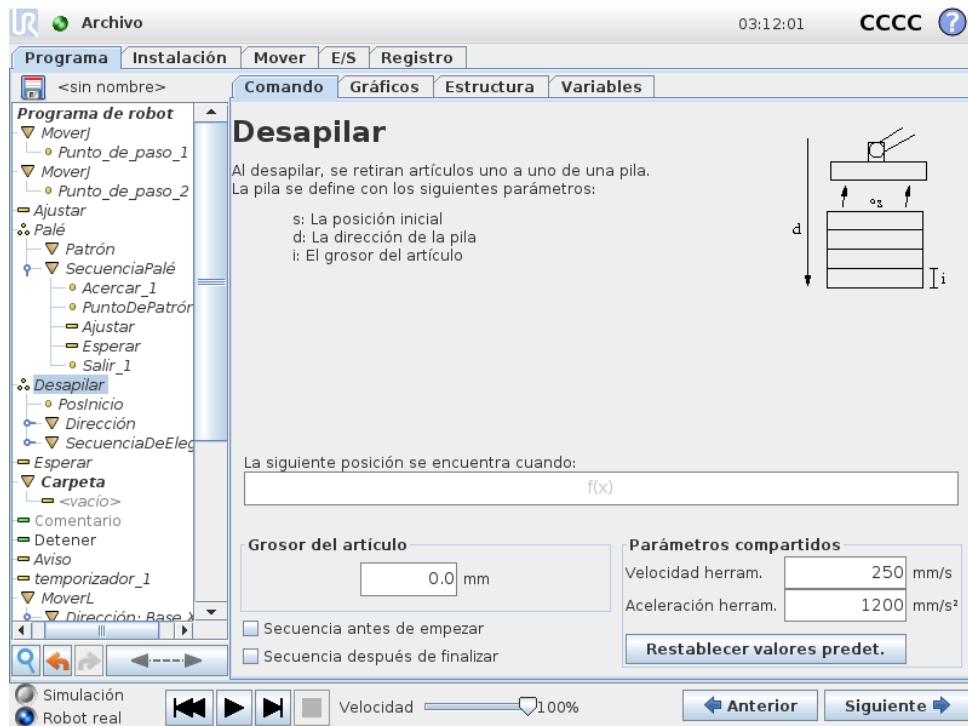 Archivo
03:12:01
CCCC
?
Programa
Instalación
Mover
E/S
Registro
<sin nombre>
Comando
Gráficos
Estructura
Variables
Programa de robot
MoverJ
Punto_de_paso_1
MoverJ
Punto_de_paso_2
Ajustar
Palé
Patrón
SecuenciaPalé
Acercar_1
PuntoDePatrór
Ajustar
Esperar
Salir_1
Desapilar
PosInicio
Dirección
SecuenciaDeEleg
Esperar
Carpeta
<vacío>
Comentario
Detener
Aviso
temporizador_1
MoverL
Dirección: Base X
Desapilar
Al desapilar, se retiran artículos uno a uno de una pila.
La pila se define con los siguientes parámetros:
s: La posición inicial
d: La dirección de la pila
i: El grosor del artículo
d
s
i
La siguiente posición se encuentra cuando:
f(x)
Grosor del artículo
0.0 mm
Secuencia antes de empezar
Secuencia después de finalizar
Parámetros compartidos
Velocidad herram. 250 mm/s
Aceleración herram. 1200 mm/s²
Restablecer valores predet.
Simulación
Robot real
Velocidad 100%
Anterior
Siguiente